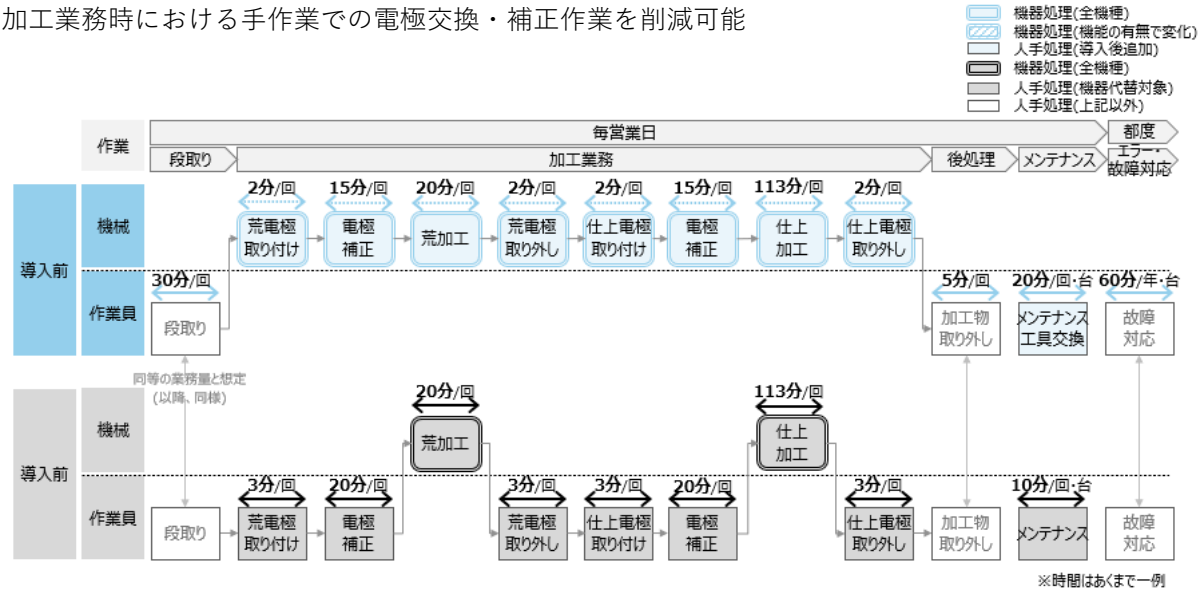 加工業務時における手作業での電極交換・補正作業を削減可能
機器処理(全機種)
機器処理(機能の有無で変化)
人手処理(導入後追加)
機器処理(全機種)
人手処理(機器代替対象)
人手処理(上記以外)
作業
毎営業日
都度
段取り
加工業務
後処理
メンテナンス
エラー・
故障対応
導入前
機械
2分/回
15分/回
20分/回
2分/回
2分/回
15分/回
113分/回
2分/回
荒電極
取り付け
電極
補正
荒加工
荒電極
取り外し
仕上電極
取り付け
電極
補正
仕上
加工
仕上電極
取り外し
作業員
30分/回
5分/回
20分/回・台
60分/年・台
段取り
加工物
取り外し
メンテナンス
工具交換
故障
対応
同等の業務量と想定
(以降、同様)
導入前
機械
20分/回
113分/回
荒加工
仕上
加工
作業員
3分/回
20分/回
3分/回
3分/回
20分/回
3分/回
10分/回・台
段取り
荒電極
取り付け
電極
補正
荒電極
取り外し
仕上電極
取り付け
電極
補正
仕上電極
取り外し
加工物
取り外し
メンテナンス
故障
対応
※時間はあくまで一例